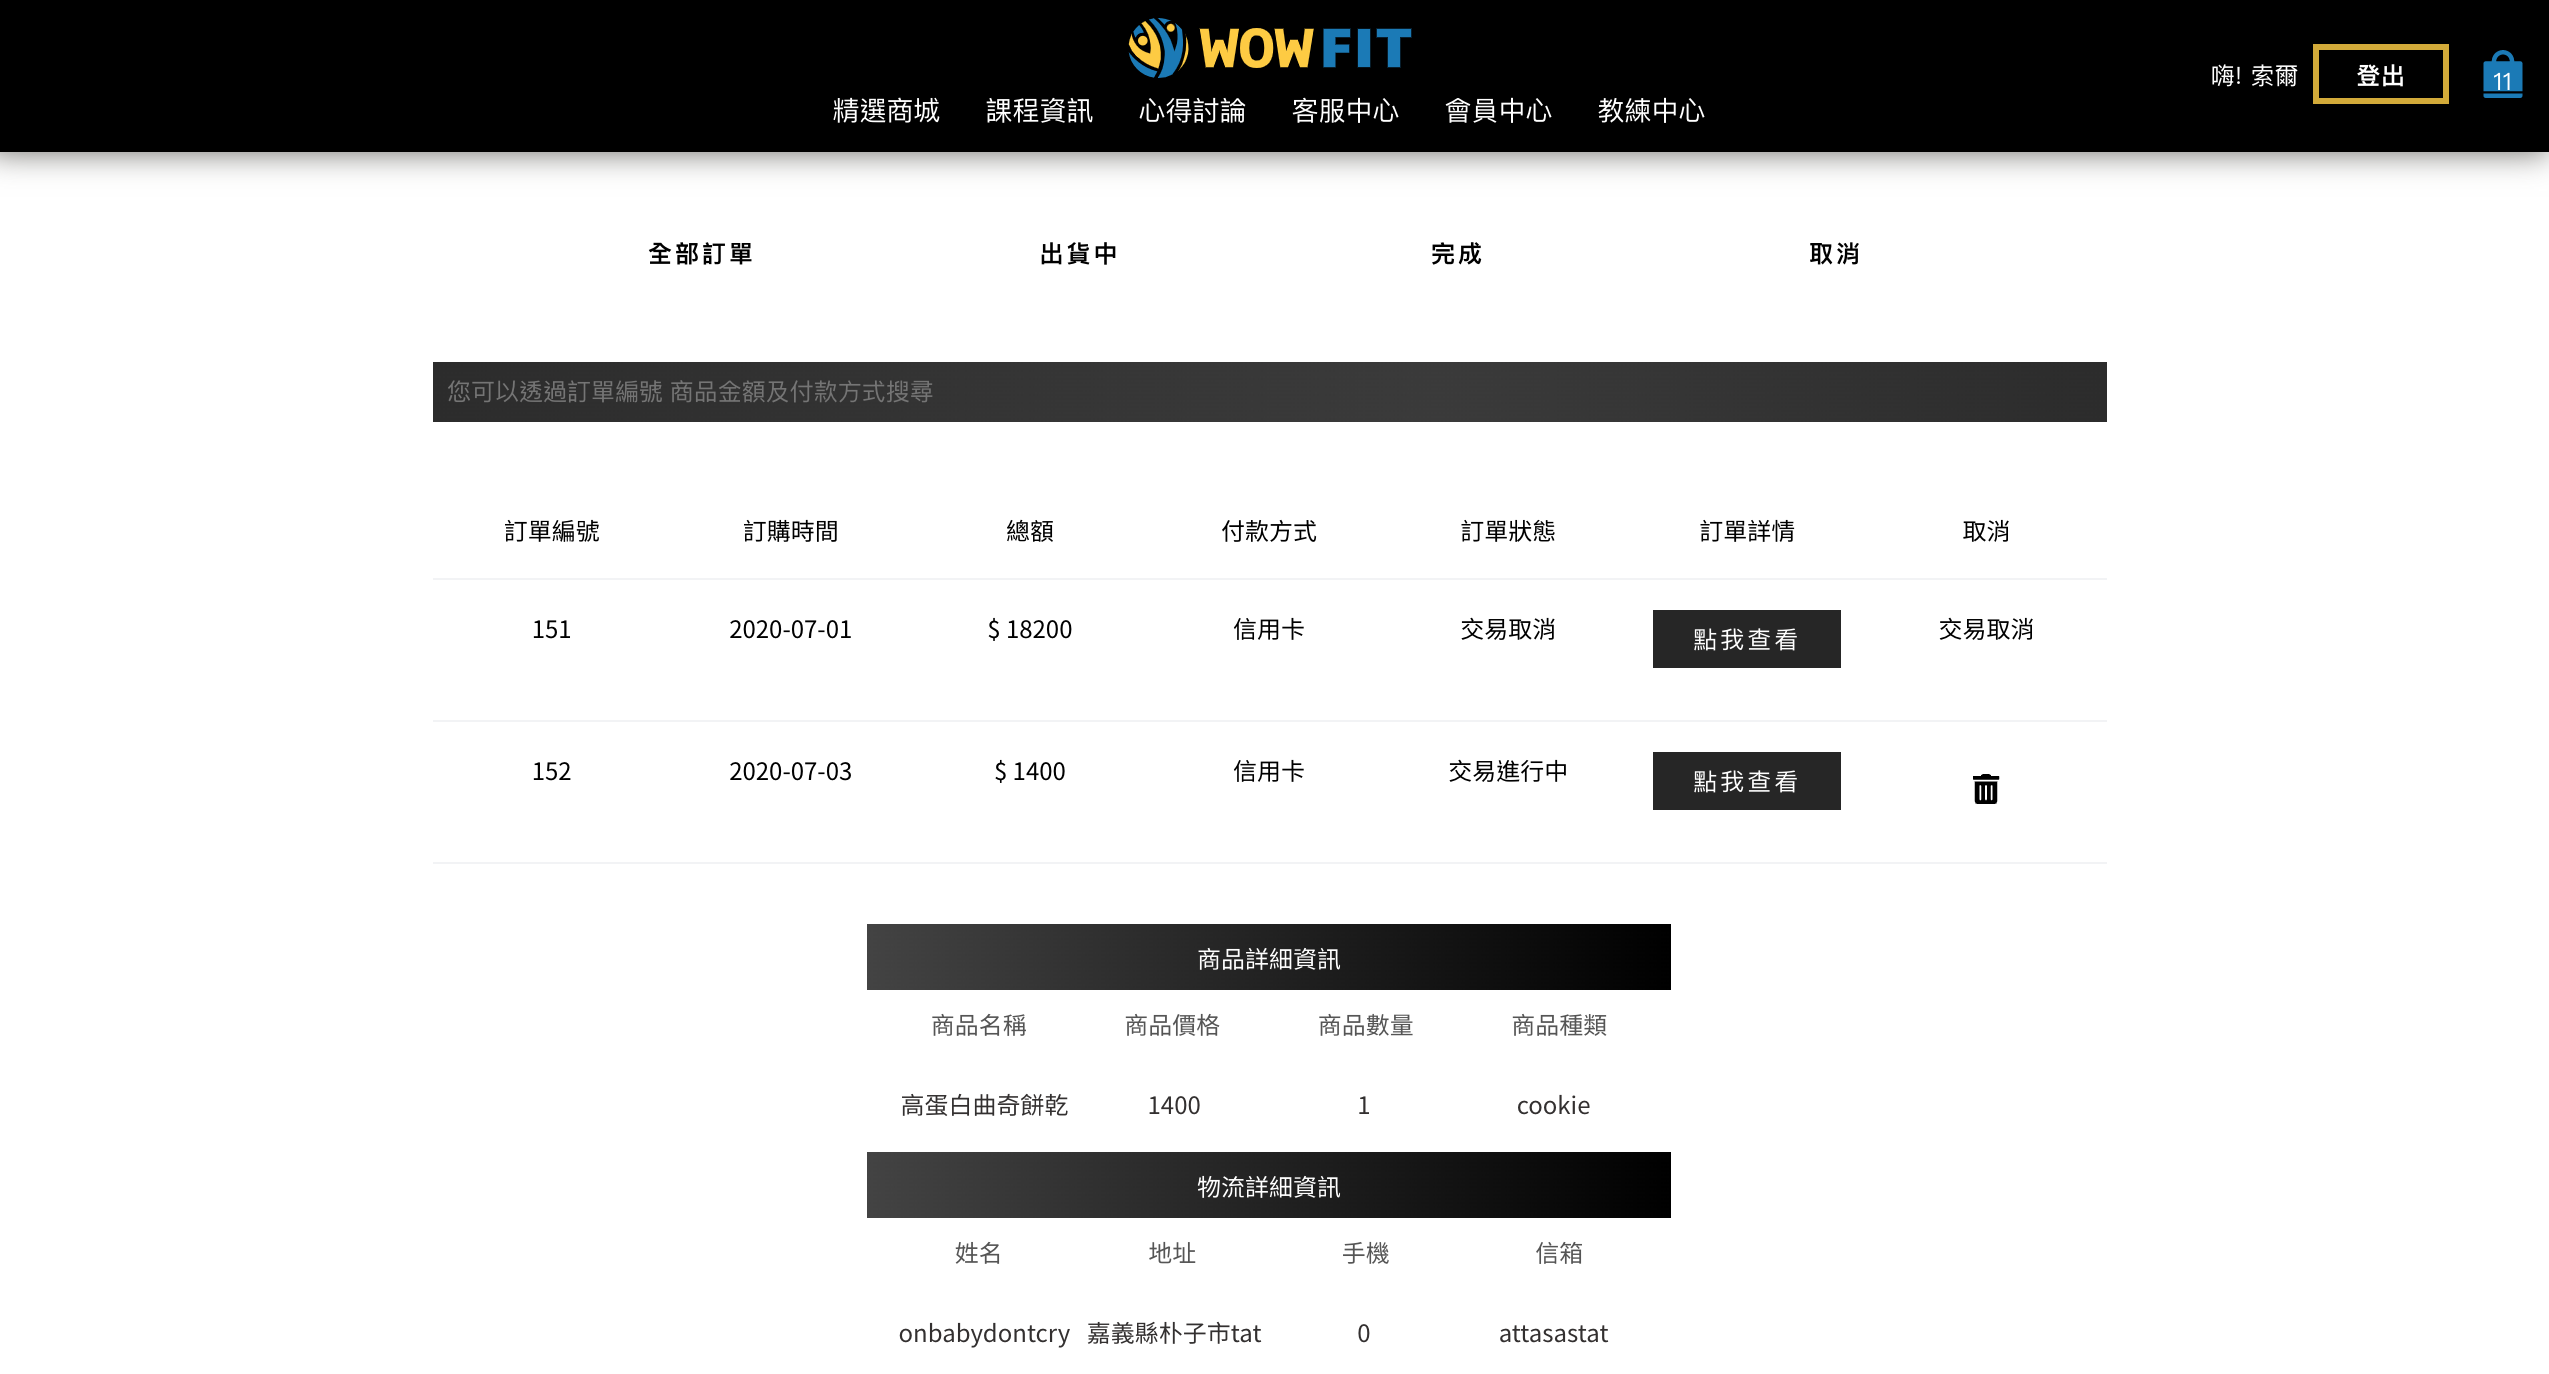 WOWFIT
精選商城 課程資訊 心得討論 客服中心 會員中心 教練中心
嗨! 索爾 登出 11
全部訂單 出貨中 完成 取消
您可以透過訂單編號 商品金額及付款方式搜尋
訂單編號 訂購時間 總額 付款方式 訂單狀態 訂單詳情 取消
151 2020-07-01 $ 18200 信用卡 交易取消 點我查看 交易取消
152 2020-07-03 $ 1400 信用卡 交易進行中 點我查看
商品詳細資訊
商品名稱 商品價格 商品數量 商品種類
高蛋白曲奇餅乾 1400 1 cookie
物流詳細資訊
姓名 地址 手機 信箱
onbabydontcry 嘉義縣朴子市tat 0 attasastat